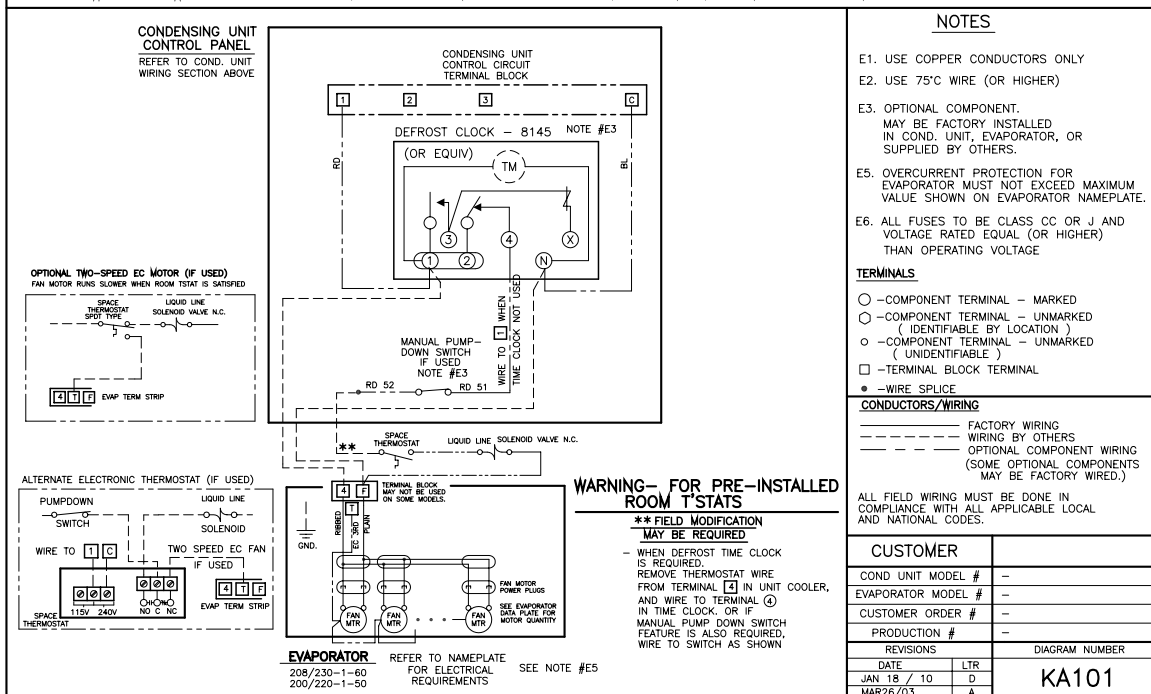 CONDENSING UNIT
CONTROL PANEL
REFER TO COND. UNIT
WIRING SECTION ABOVE
CONDENSING UNIT
CONTROL CIRCUIT
TERMINAL BLOCK
1 2 3 C
DEFROST CLOCK - 8145 NOTE #E3
(OR EQUIV)
TM
RD
BL
3 4 X
1 2 N
WIRE TO 1 WHEN
TIME CLOCK NOT USED
MANUAL PUMP-
DOWN SWITCH
IF USED
NOTE #E3
RD 52 RD 51
OPTIONAL TWO-SPEED EC MOTOR (IF USED)
FAN MOTOR RUNS SLOWER WHEN ROOM TSTAT IS SATISFIED
SPACE
THERMOSTAT
SPDT TYPE
LIQUID LINE
SOLENOID VALVE N.C.
4 T F EVAP TERM STRIP
**
SPACE
THERMOSTAT
LIQUID LINE SOLENOID VALVE N.C.
ALTERNATE ELECTRONIC THERMOSTAT (IF USED)
PUMPDOWN
SWITCH
LIQUID LINE
SOLENOID
WIRE TO 1 C
TWO SPEED EC FAN
IF USED
4 T F
EVAP TERM STRIP
115V 240V
NO C NC
SPACE
THERMOSTAT
4 F
T
TERMINAL BLOCK
MAY NOT BE USED
ON SOME MODELS.
GND.
RIBBED
EC 3RD
PLAIN
FAN MOTOR
POWER PLUGS
SEE EVAPORATOR
DATA PLATE FOR
MOTOR QUANTITY
FAN
MTR
FAN
MTR
FAN
MTR
EVAPORATOR
208/230-1-60
200/220-1-50
REFER TO NAMEPLATE
FOR ELECTRICAL
REQUIREMENTS
SEE NOTE #E5
WARNING- FOR PRE-INSTALLED
ROOM T'STATS
** FIELD MODIFICATION
MAY BE REQUIRED
- WHEN DEFROST TIME CLOCK
IS REQUIRED.
REMOVE THERMOSTAT WIRE
FROM TERMINAL 4 IN UNIT COOLER,
AND WIRE TO TERMINAL 4
IN TIME CLOCK. OR IF
MANUAL PUMP DOWN SWITCH
FEATURE IS ALSO REQUIRED,
WIRE TO SWITCH AS SHOWN
NOTES
E1. USE COPPER CONDUCTORS ONLY
E2. USE 75°C WIRE (OR HIGHER)
E3. OPTIONAL COMPONENT.
MAY BE FACTORY INSTALLED
IN COND. UNIT, EVAPORATOR, OR
SUPPLIED BY OTHERS.
E5. OVERCURRENT PROTECTION FOR
EVAPORATOR MUST NOT EXCEED MAXIMUM
VALUE SHOWN ON EVAPORATOR NAMEPLATE.
E6. ALL FUSES TO BE CLASS CC OR J AND
VOLTAGE RATED EQUAL (OR HIGHER)
THAN OPERATING VOLTAGE
TERMINALS
-COMPONENT TERMINAL - MARKED
-COMPONENT TERMINAL - UNMARKED
( IDENTIFIABLE BY LOCATION )
-COMPONENT TERMINAL - UNMARKED
( UNIDENTIFIABLE )
-TERMINAL BLOCK TERMINAL
-WIRE SPLICE
CONDUCTORS/WIRING
FACTORY WIRING
WIRING BY OTHERS
OPTIONAL COMPONENT WIRING
(SOME OPTIONAL COMPONENTS
MAY BE FACTORY WIRED.)
ALL FIELD WIRING MUST BE DONE IN
COMPLIANCE WITH ALL APPLICABLE LOCAL
AND NATIONAL CODES.
CUSTOMER
COND UNIT MODEL # -
EVAPORATOR MODEL # -
CUSTOMER ORDER # -
PRODUCTION # -
REVISIONS DIAGRAM NUMBER
DATE LTR
JAN 18 / 10 D
MAR26/03 A
KA101